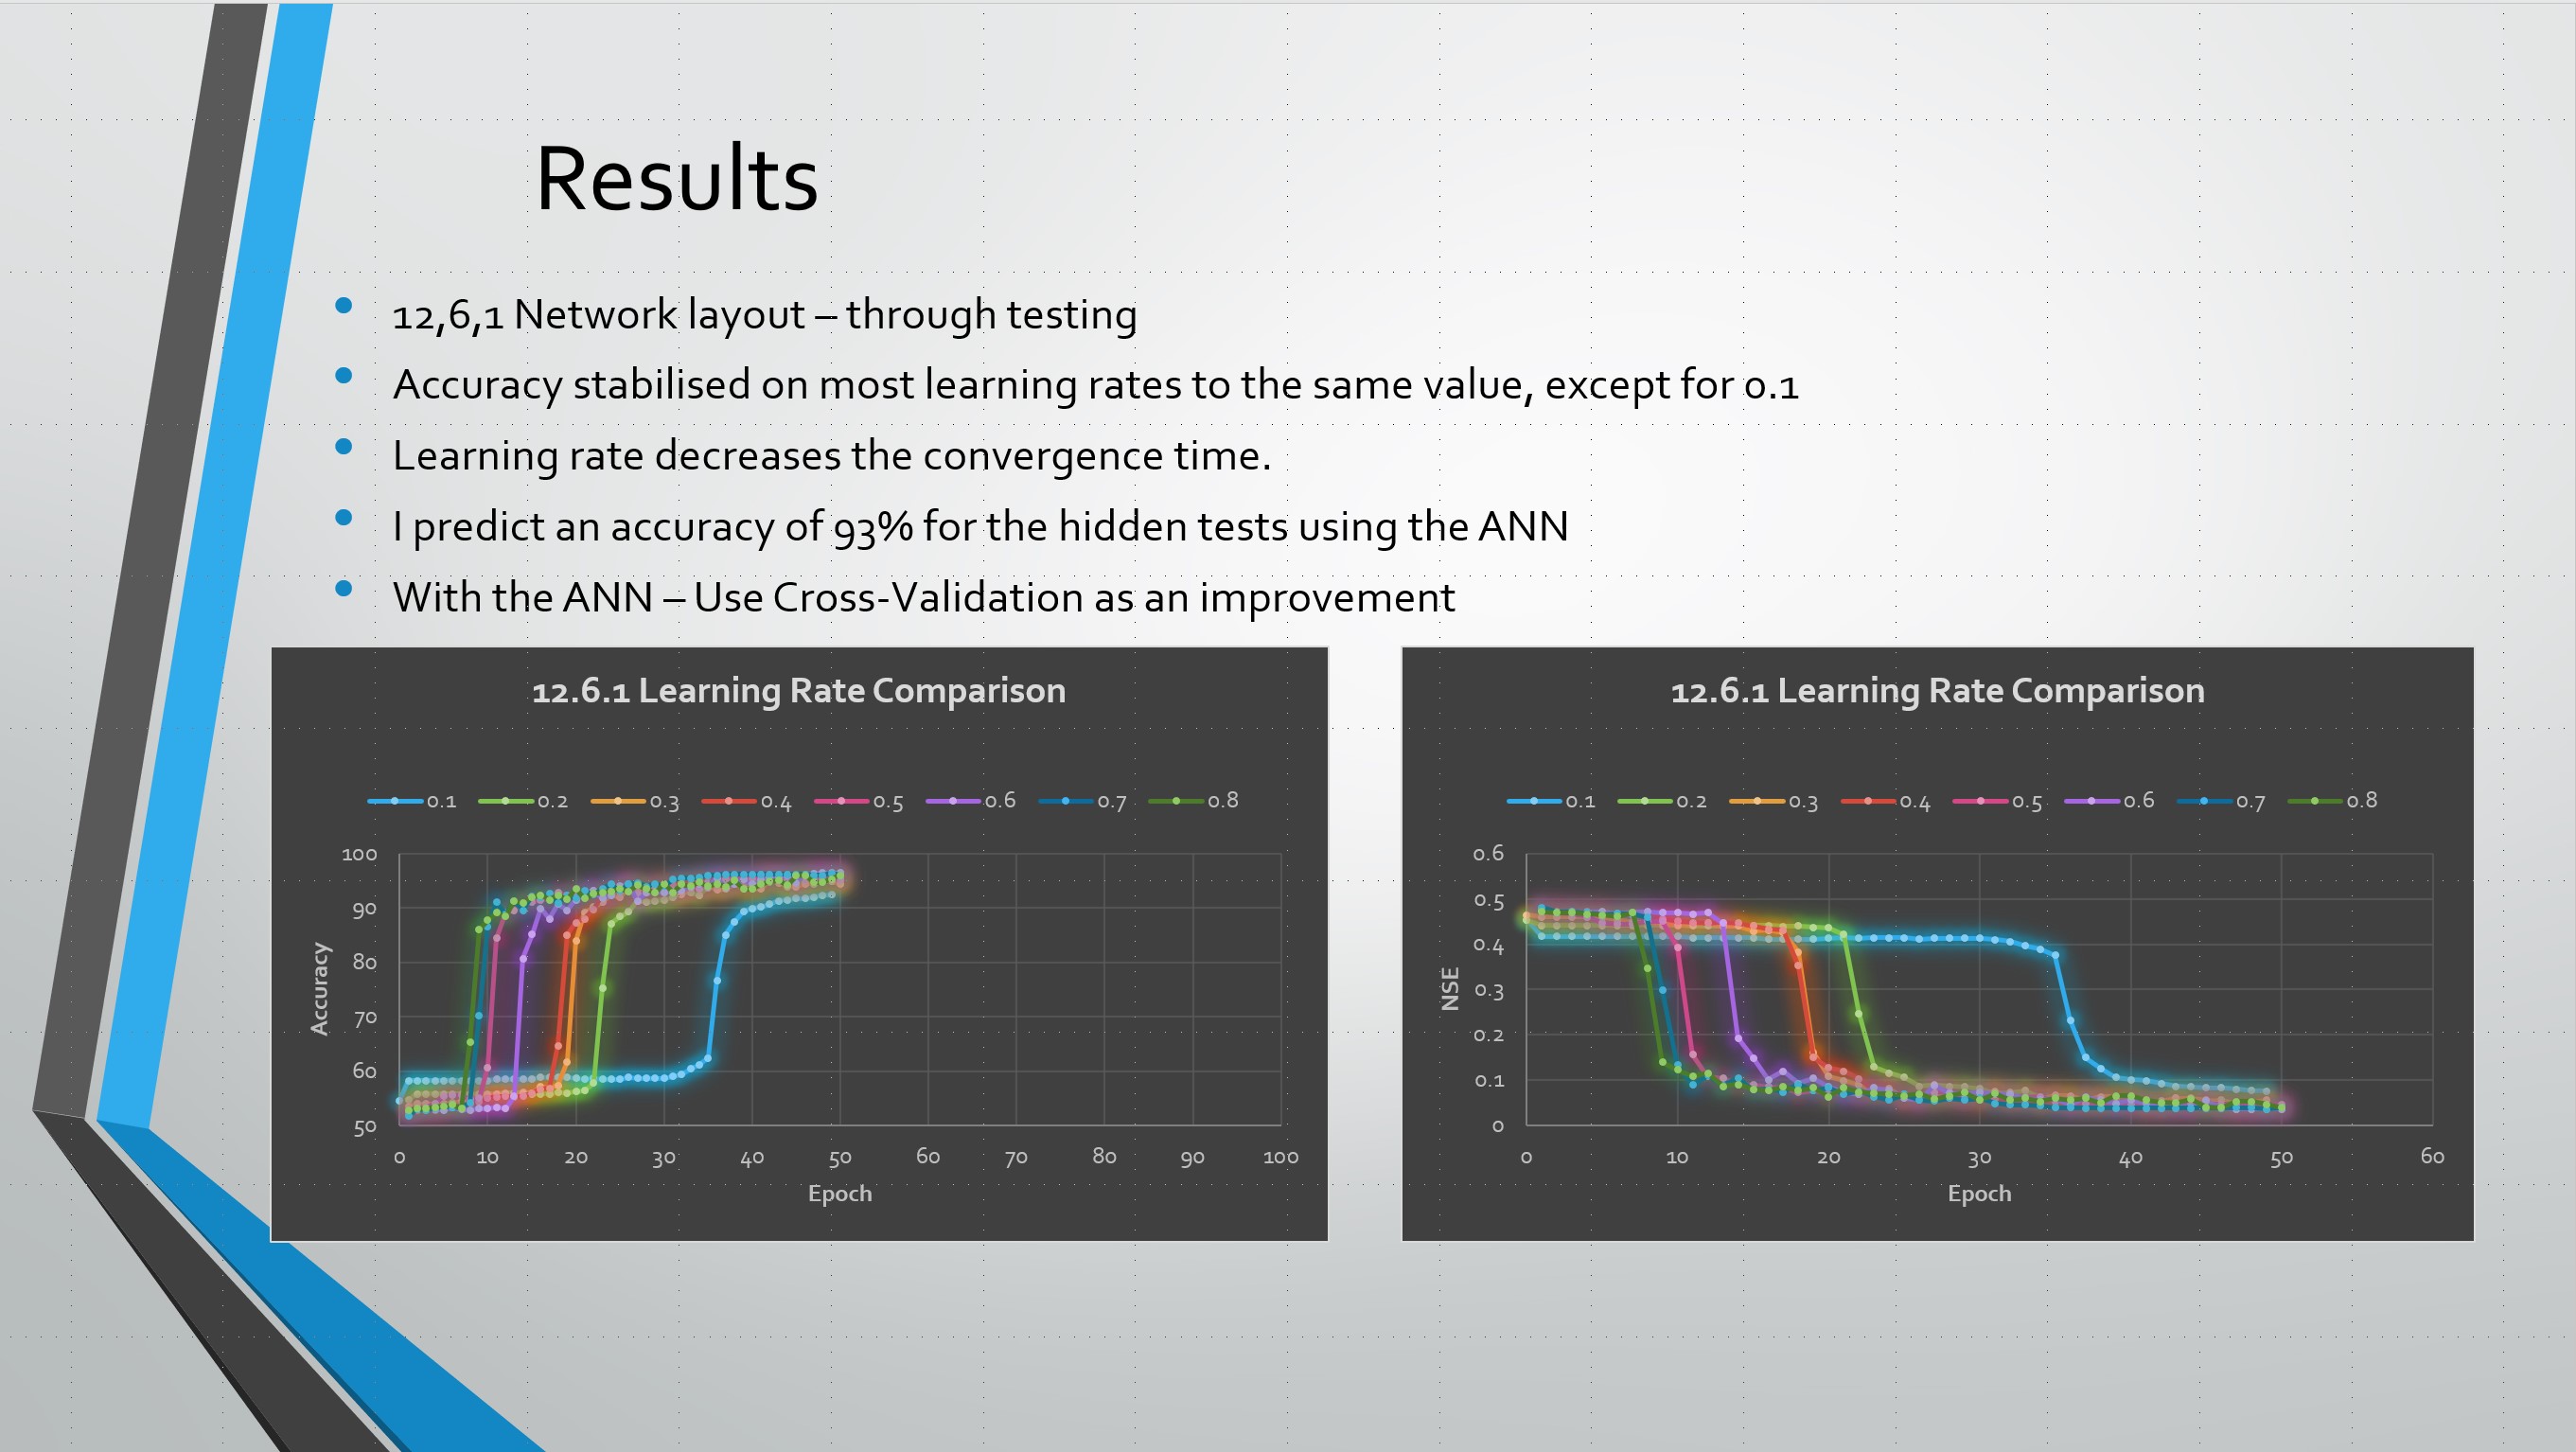 Results
12,6,1 Network layout – through testing
Accuracy stabilised on most learning rates to the same value, except for 0.1
Learning rate decreases the convergence time.
I predict an accuracy of 93% for the hidden tests using the ANN
With the ANN – Use Cross-Validation as an improvement
12.6.1 Learning Rate Comparison
0.1 0.2 0.3 0.4 0.5 0.6 0.7 0.8
Accuracy
100
90
80
70
60
50
0 10 20 30 40 50 60 70 80 90 100
Epoch
12.6.1 Learning Rate Comparison
0.1 0.2 0.3 0.4 0.5 0.6 0.7 0.8
NSE
0.6
0.5
0.4
0.3
0.2
0.1
0
0 10 20 30 40 50 60
Epoch